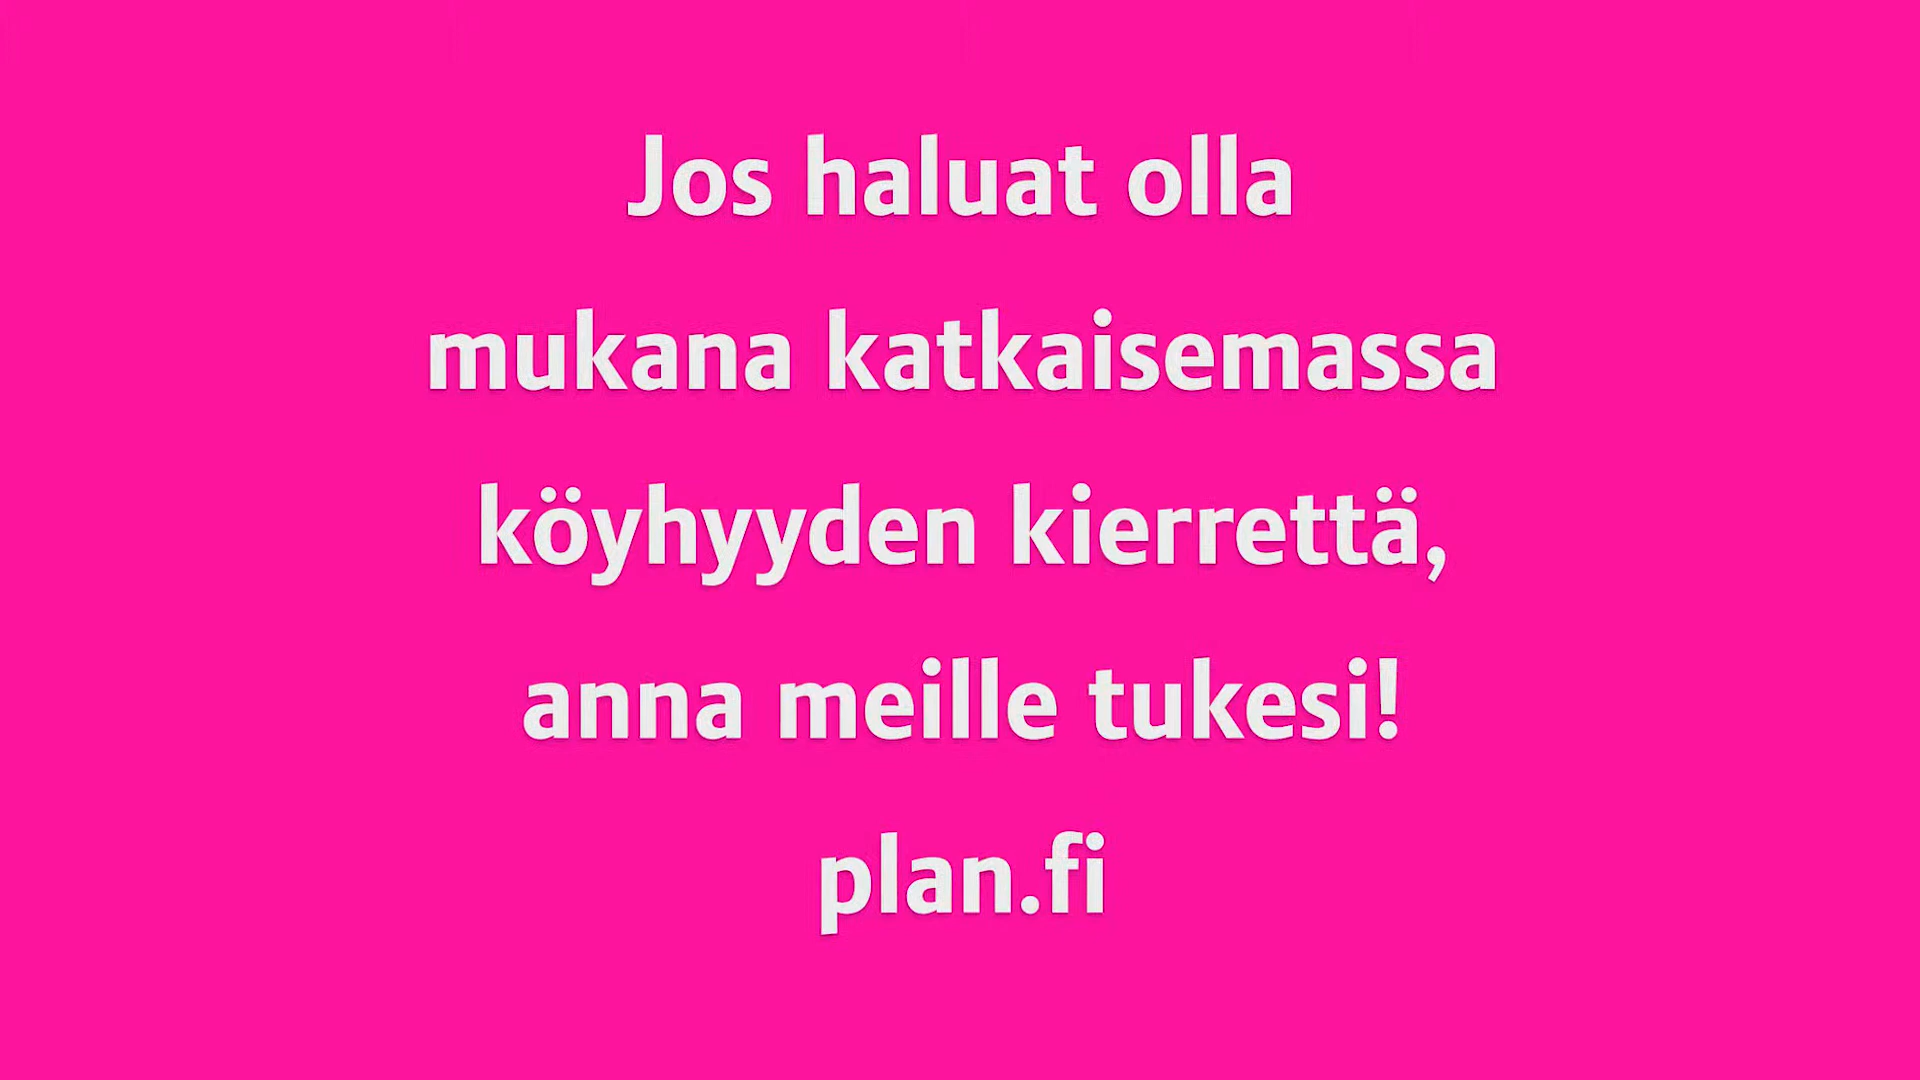 Jos haluat olla
mukana katkaisemassa
köyhyyden kierrettä,
anna meille tukesi!
plan.fi